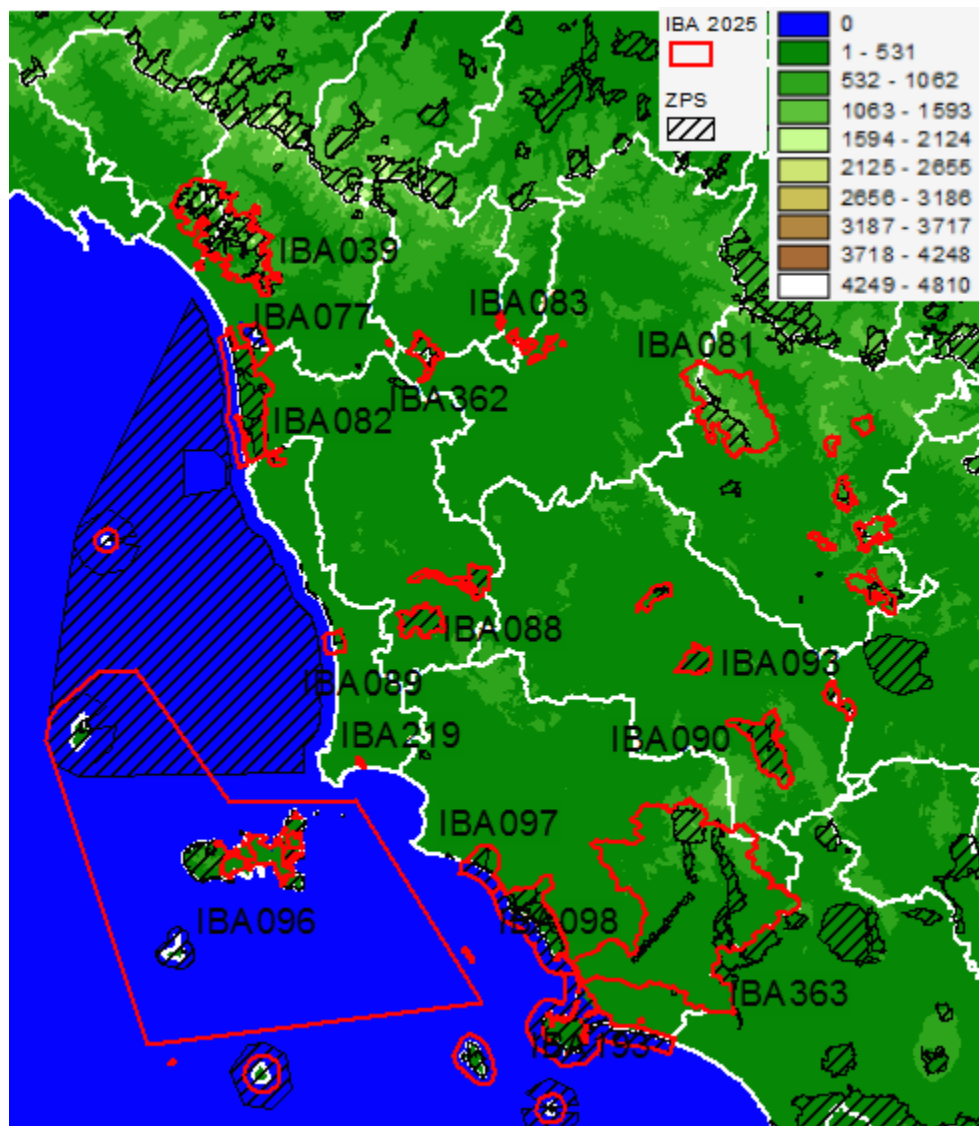 IBA 2025
ZPS
0
1 - 531
532 - 1062
1063 - 1593
1594 - 2124
2125 - 2655
2656 - 3186
3187 - 3717
3718 - 4248
4249 - 4810
IBA039
IBA077
IBA083
IBA081
IBA362
IBA082
IBA088
IBA093
IBA089
IBA219
IBA090
IBA097
IBA096
IBA098
IBA363
IBA193